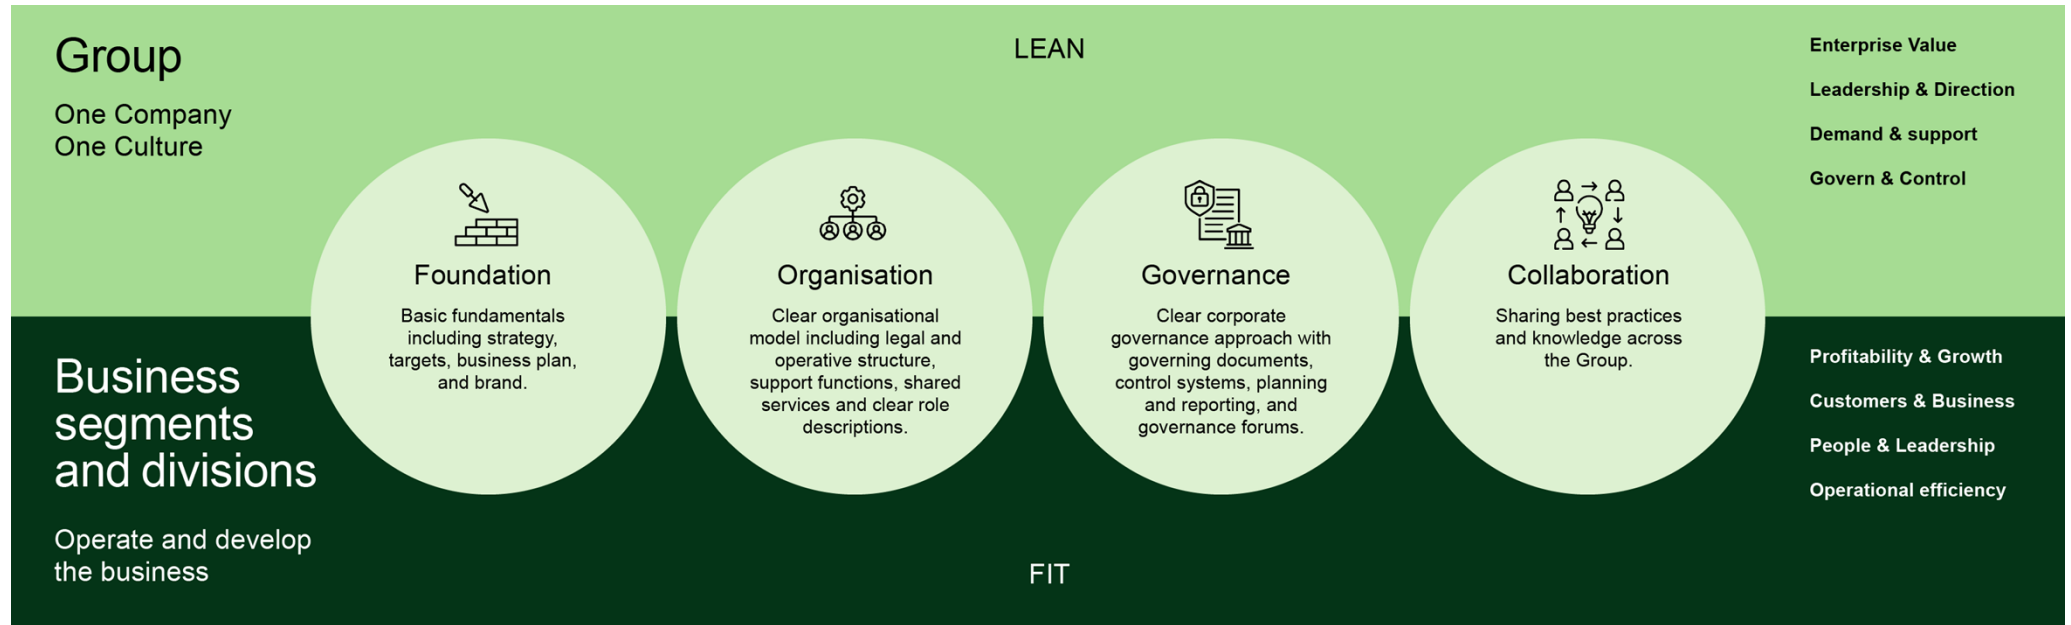 Group
One Company
One Culture
LEAN
Enterprise Value
Leadership & Direction
Demand & support
Govern & Control
Foundation
Basic fundamentals
including strategy,
targets, business plan,
and brand.
Organisation
Clear organisational
model including legal and
operative structure,
support functions, shared
services and clear role
descriptions.
Governance
Clear corporate
governance approach with
governing documents,
control systems, planning
and reporting, and
governance forums.
Collaboration
Sharing best practices
and knowledge across
the Group.
Business
segments
and divisions
Operate and develop
the business
FIT
Profitability & Growth
Customers & Business
People & Leadership
Operational efficiency